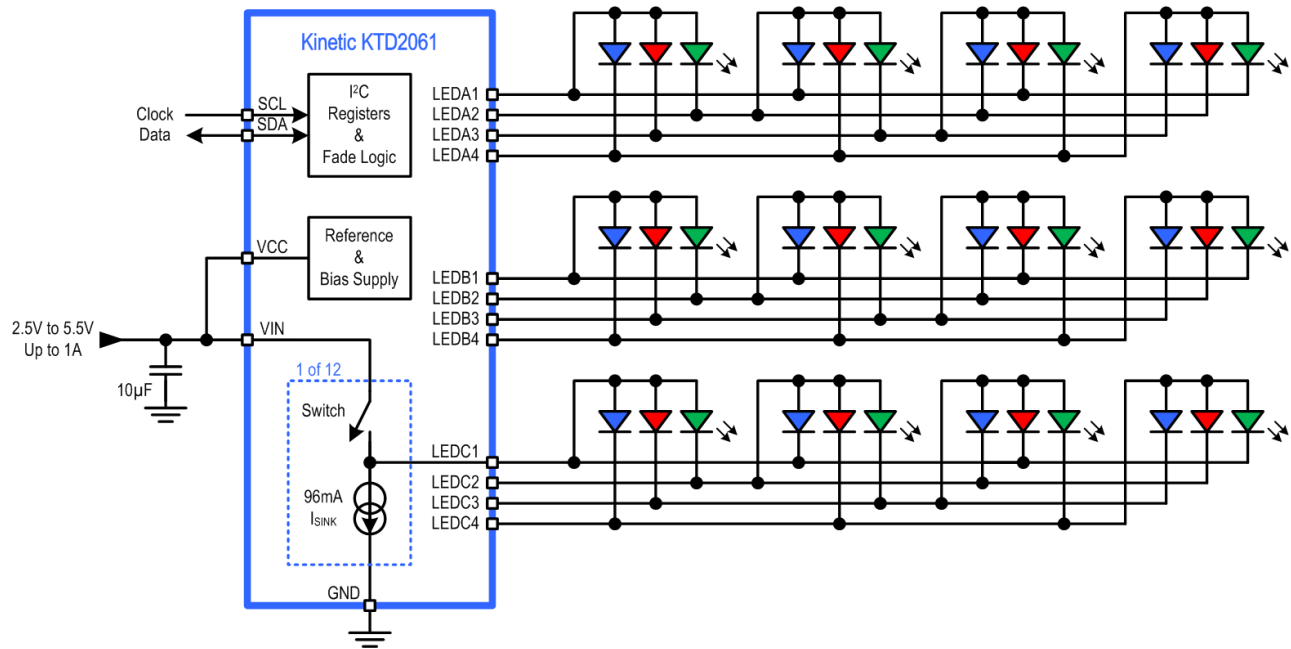 Kinetic KTD2061
Clock
Data
SCL
SDA
I²C
Registers
&
Fade Logic
LEDA1
LEDA2
LEDA3
LEDA4
VCC
Reference
&
Bias Supply
LEDB1
LEDB2
LEDB3
LEDB4
2.5V to 5.5V
Up to 1A
VIN
10µF
1 of 12
Switch
96mA
ISINK
LEDC1
LEDC2
LEDC3
LEDC4
GND